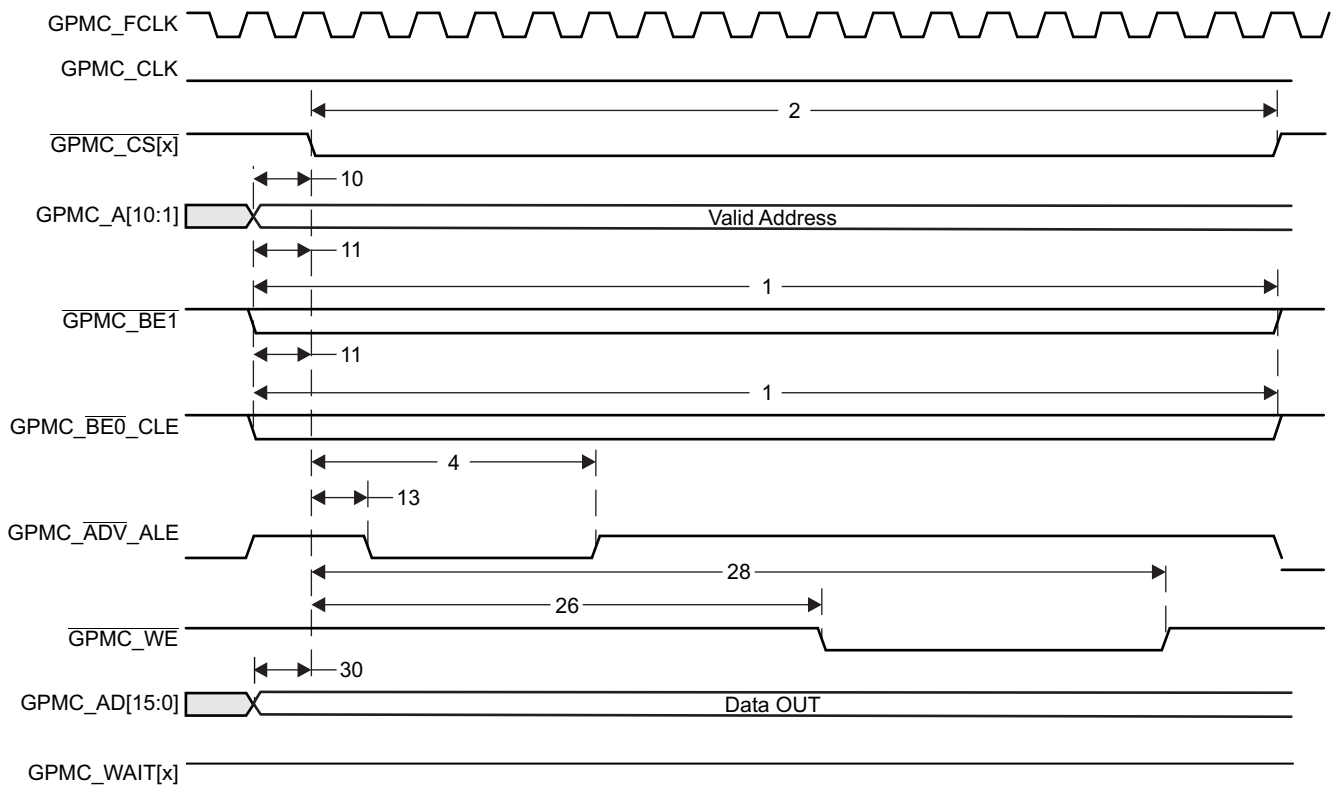 GPMC_FCLK
GPMC_CLK
2
GPMC_CS[x]
10
GPMC_A[10:1]
Valid Address
11
1
GPMC_BE1
11
1
GPMC_BE0_CLE
4
13
GPMC_ADV_ALE
28
26
GPMC_WE
30
GPMC_AD[15:0]
Data OUT
GPMC_WAIT[x]